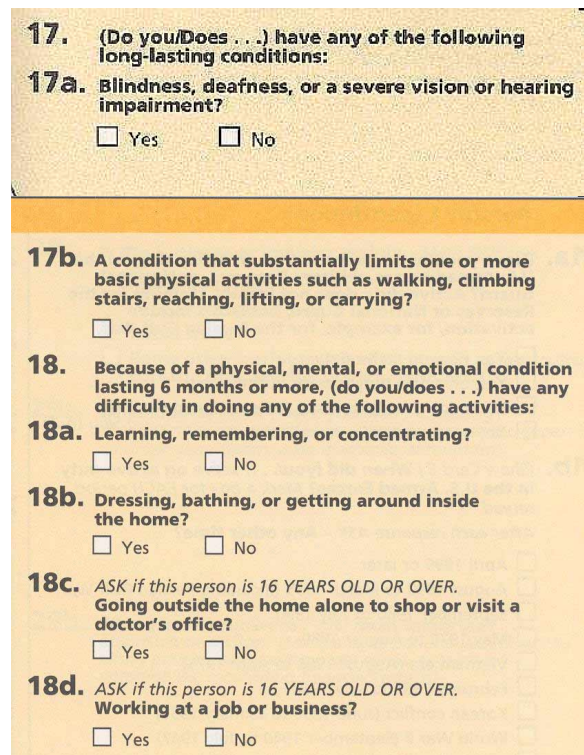 17. (Do you/Does . . .) have any of the following
long-lasting conditions:
17a. Blindness, deafness, or a severe vision or hearing
impairment?
Yes No
17b. A condition that substantially limits one or more
basic physical activities such as walking, climbing
stairs, reaching, lifting, or carrying?
Yes No
18. Because of a physical, mental, or emotional condition
lasting 6 months or more, (do you/does . . .) have any
difficulty in doing any of the following activities:
18a. Learning, remembering, or concentrating?
Yes No
18b. Dressing, bathing, or getting around inside
the home?
Yes No
18c. ASK if this person is 16 YEARS OLD OR OVER.
Going outside the home alone to shop or visit a
doctor's office?
Yes No
18d. ASK if this person is 16 YEARS OLD OR OVER.
Working at a job or business?
Yes No